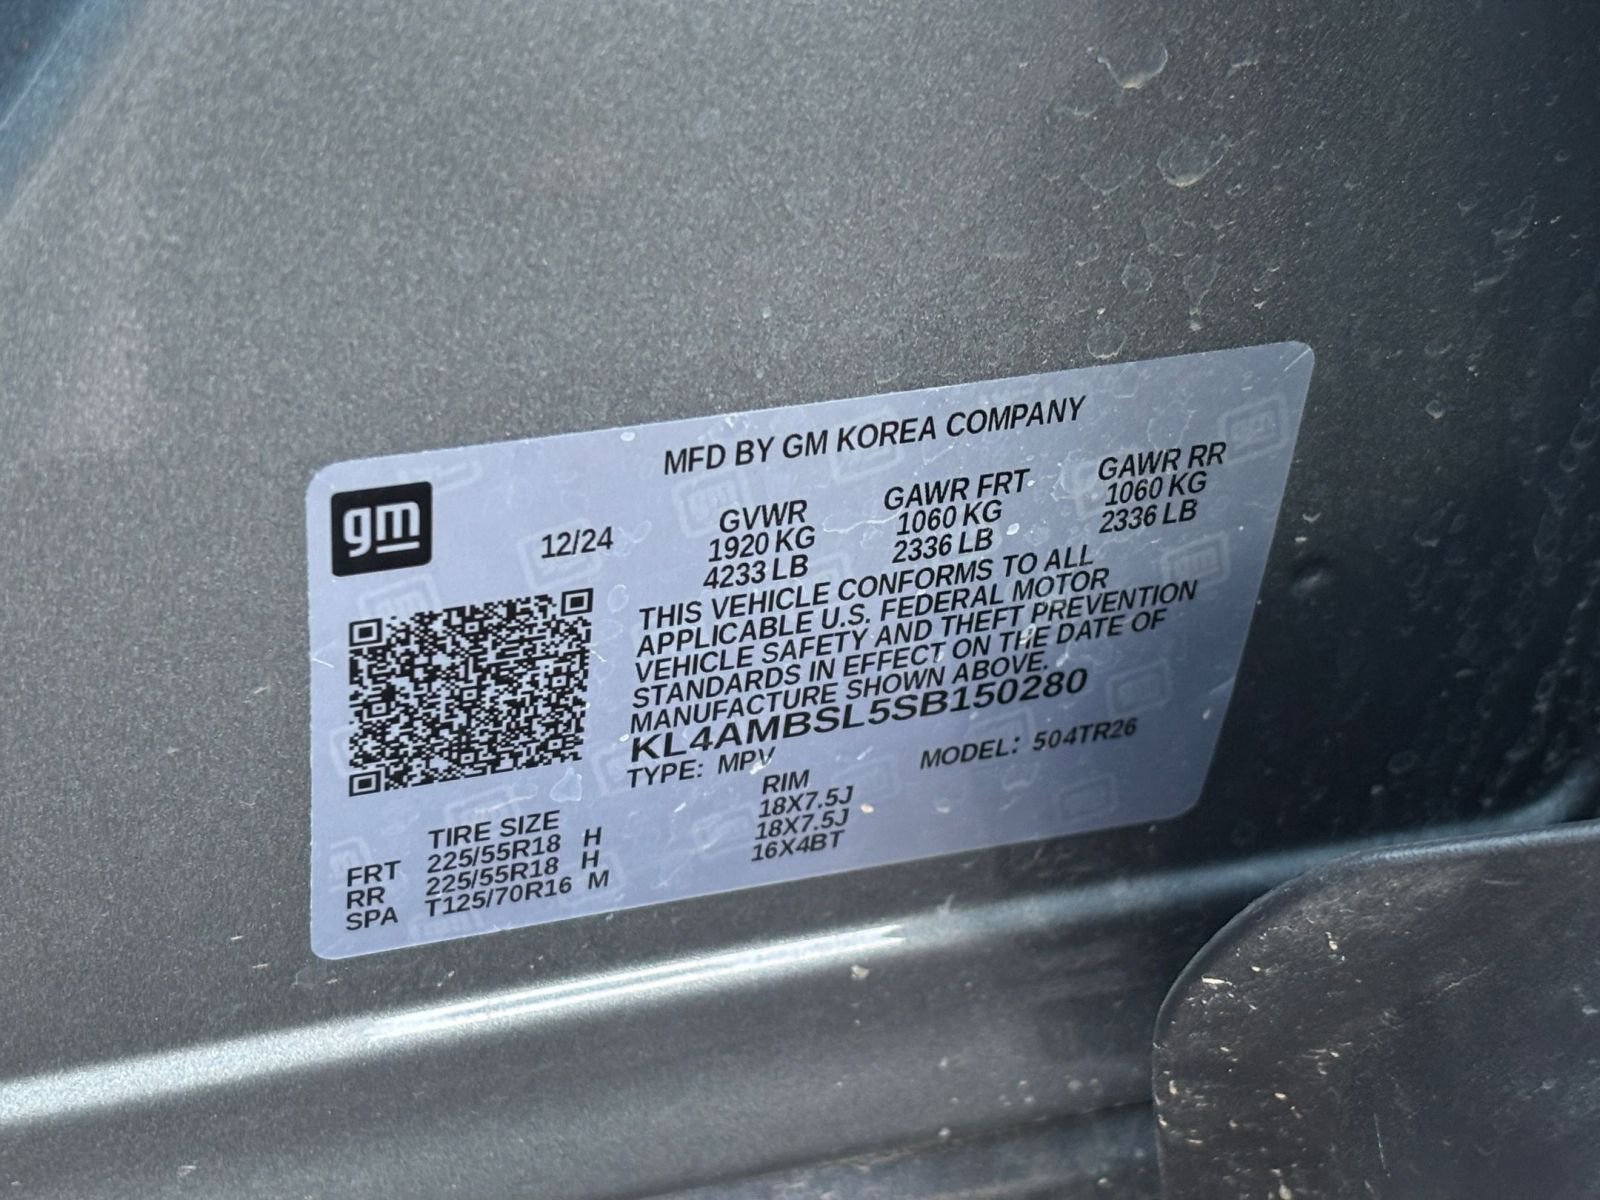 gm
MFD BY GM KOREA COMPANY
12/24
GVWR GAWR FRT GAWR RR
1920 KG 1060 KG 1060 KG
4233 LB 2336 LB 2336 LB
THIS VEHICLE CONFORMS TO ALL
APPLICABLE U.S. FEDERAL MOTOR
VEHICLE SAFETY AND THEFT PREVENTION
STANDARDS IN EFFECT ON THE DATE OF
MANUFACTURE SHOWN ABOVE.
KL4AMBSL5SB150280
TYPE: MPV MODEL: 504TR26
TIRE SIZE RIM
FRT 225/55R18 H 18X7.5J
RR 225/55R18 H 18X7.5J
SPA T125/70R16 M 16X4BT